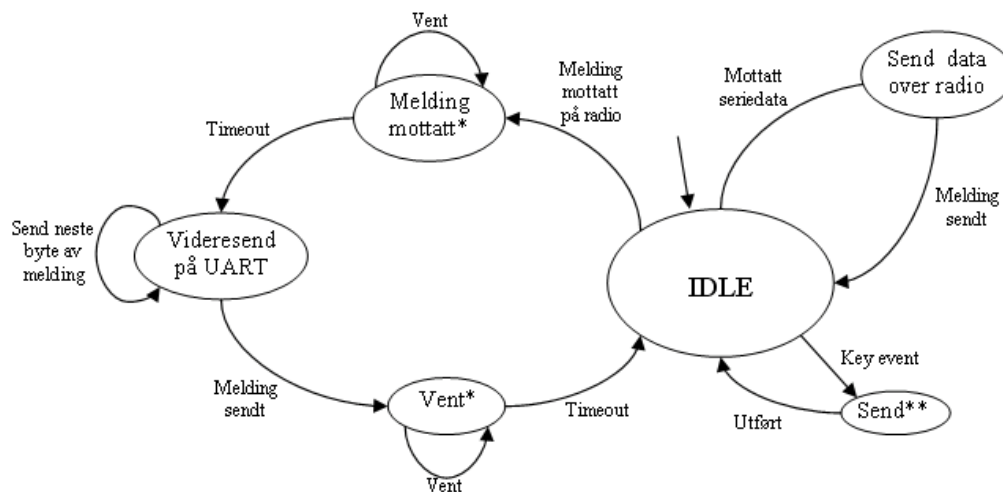 Vent
Melding
mottatt*
Melding
mottatt
på radio
Mottatt
seriedata
Send data
over radio
Timeout
Send neste
byte av
melding
Videresend
på UART
Melding
sendt
IDLE
Melding
sendt
Vent*
Timeout
Vent
Key event
Utført
Send**